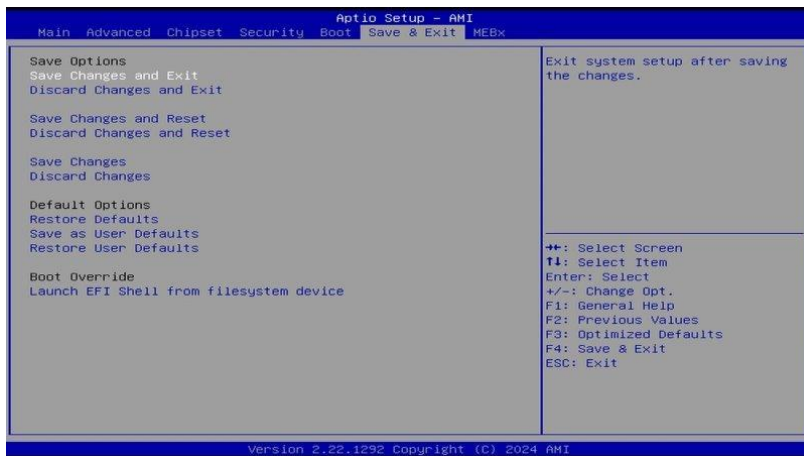 Aptio Setup – AMI
Main Advanced Chipset Security Boot Save & Exit MEBx
Save Options
Save Changes and Exit
Discard Changes and Exit
Save Changes and Reset
Discard Changes and Reset
Save Changes
Discard Changes
Default Options
Restore Defaults
Save as User Defaults
Restore User Defaults
Boot Override
Launch EFI Shell from filesystem device
Exit system setup after saving
the changes.
→←: Select Screen
↑↓: Select Item
Enter: Select
+/-: Change Opt.
F1: General Help
F2: Previous Values
F3: Optimized Defaults
F4: Save & Exit
ESC: Exit
Version 2.22.1292 Copyright (C) 2024 AMI